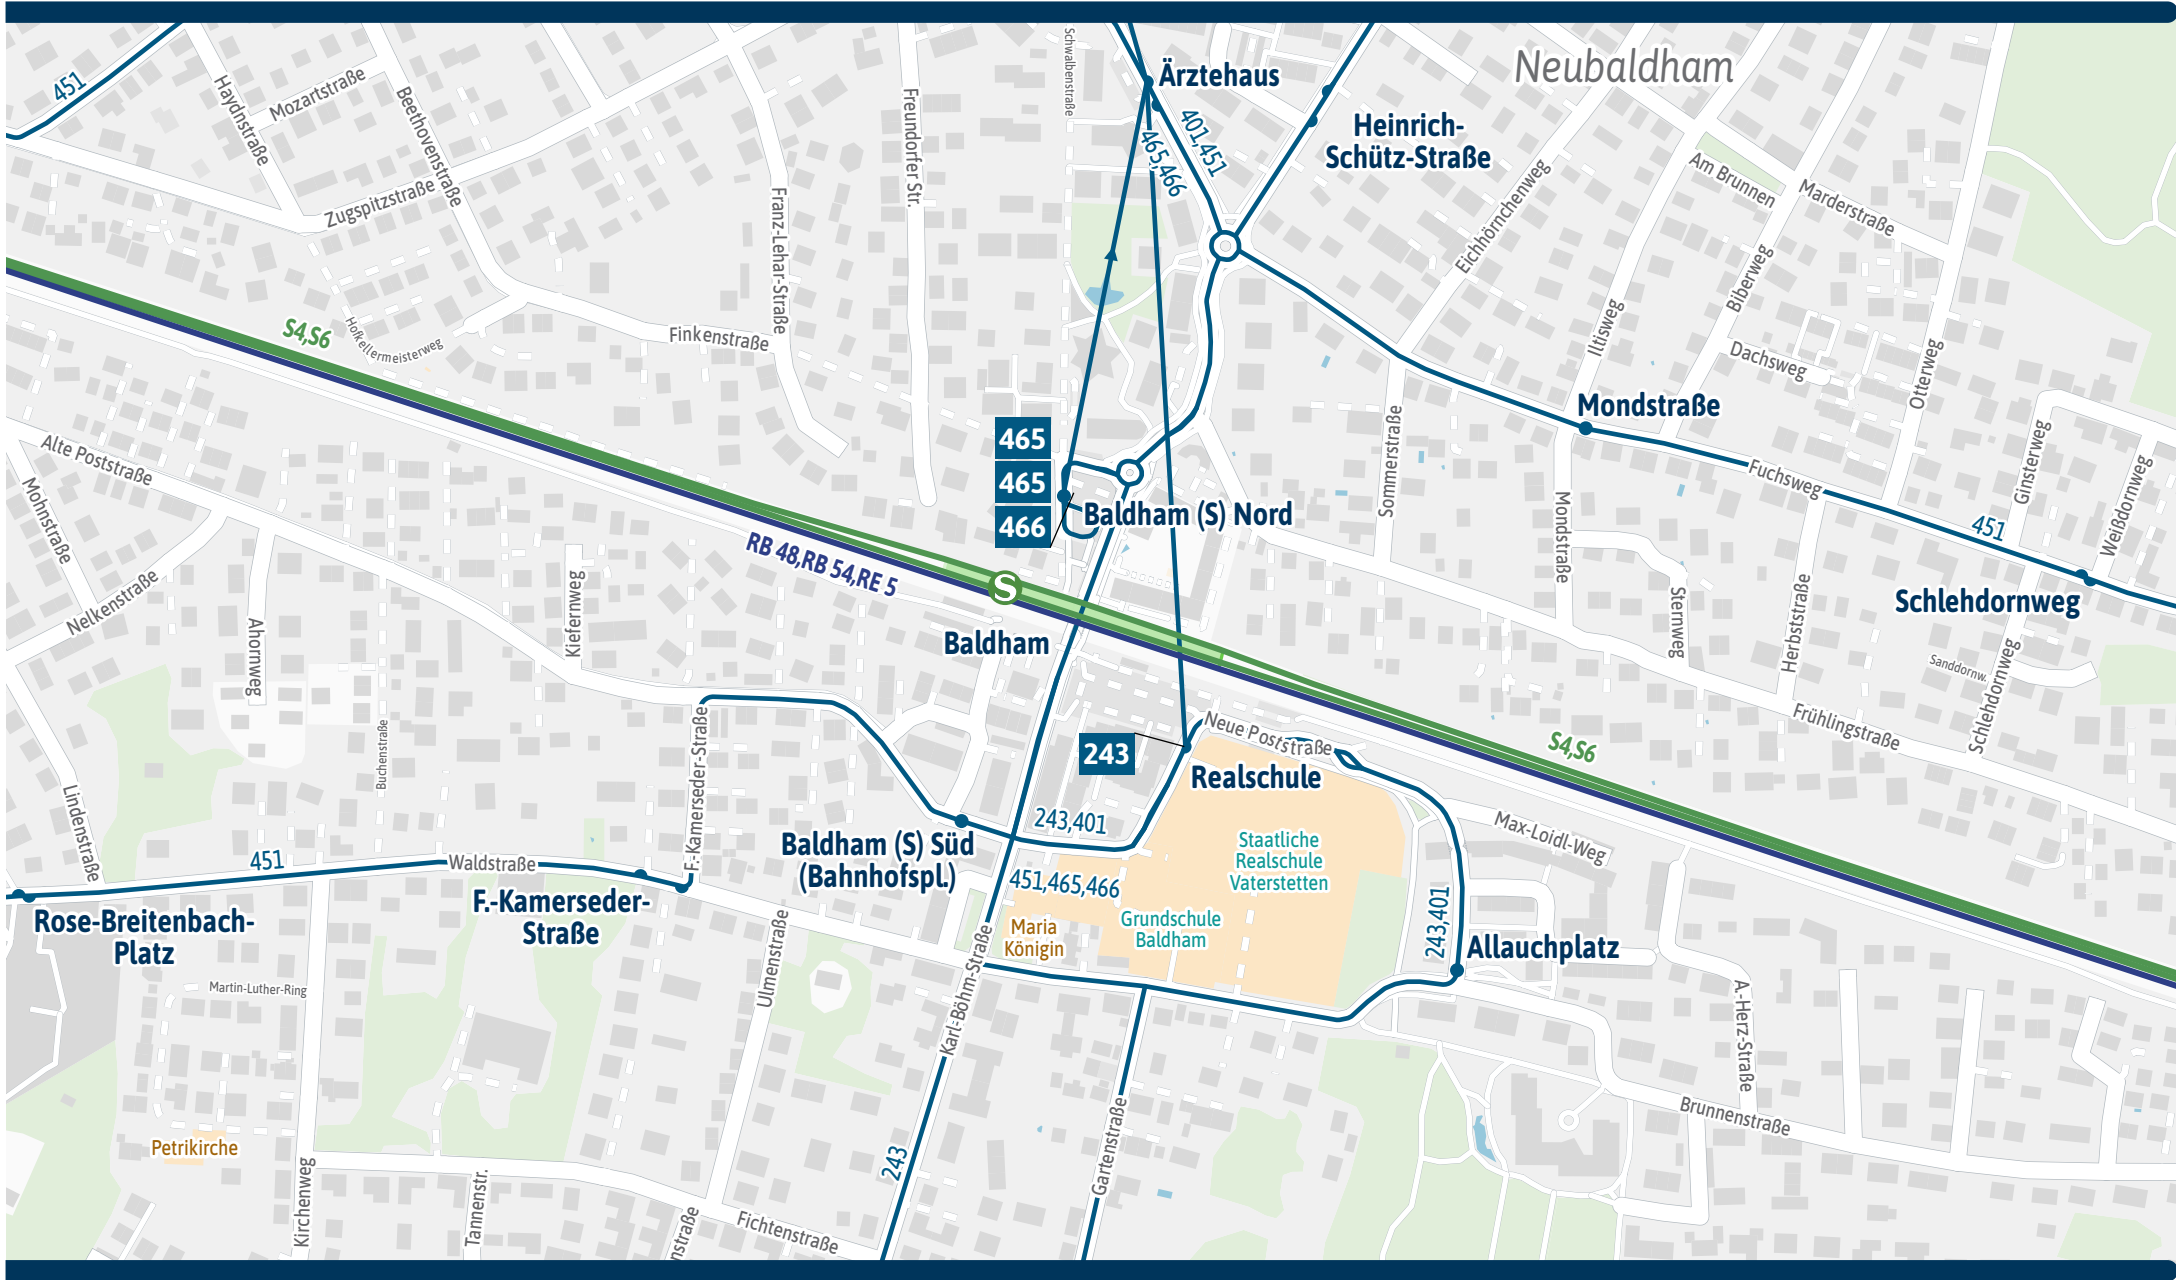 Neubaldham
451
Haydnstraße
Mozartstraße
Beethovenstraße
Zugspitzstraße
Franz-Lehar-Straße
Freundorfer Str.
Schwalbenstraße
Ärztehaus
401,451
465,466
Heinrich-
Schütz-Straße
Eichhörnchenweg
Am Brunnen
Marderstraße
Biberweg
Iltisweg
Dachsweg
Otterweg
S4,S6
Hofkellermeisterweg
Finkenstraße
Mondstraße
Fuchsweg
Ginsterweg
Weißdornweg
451
Schlehdornweg
465
465
466
Baldham (S) Nord
Sommerstraße
Mondstraße
Sternweg
Herbststraße
Sanddornw.
Schlehdornweg
Frühlingstraße
Alte Poststraße
Mohnstraße
Nelkenstraße
Ahornweg
Kiefernweg
RB 48,RB 54,RE 5
S
Baldham
Buchenstraße
F.-Kamerseder-Straße
Lindenstraße
243
Neue Poststraße
Realschule
S4,S6
Max-Loidl-Weg
243,401
Baldham (S) Süd
(Bahnhofspl.)
Staatliche
Realschule
Vaterstetten
451
Waldstraße
451,465,466
Rose-Breitenbach-
Platz
F.-Kamerseder-
Straße
Maria
Königin
Grundschule
Baldham
243,401
Allauchplatz
Ulmenstraße
Karl-Böhm-Straße
Martin-Luther-Ring
A.-Herz-Straße
Brunnenstraße
Petrikirche
Kirchenweg
Tannenstr.
nstraße
Fichtenstraße
243
Gartenstraße